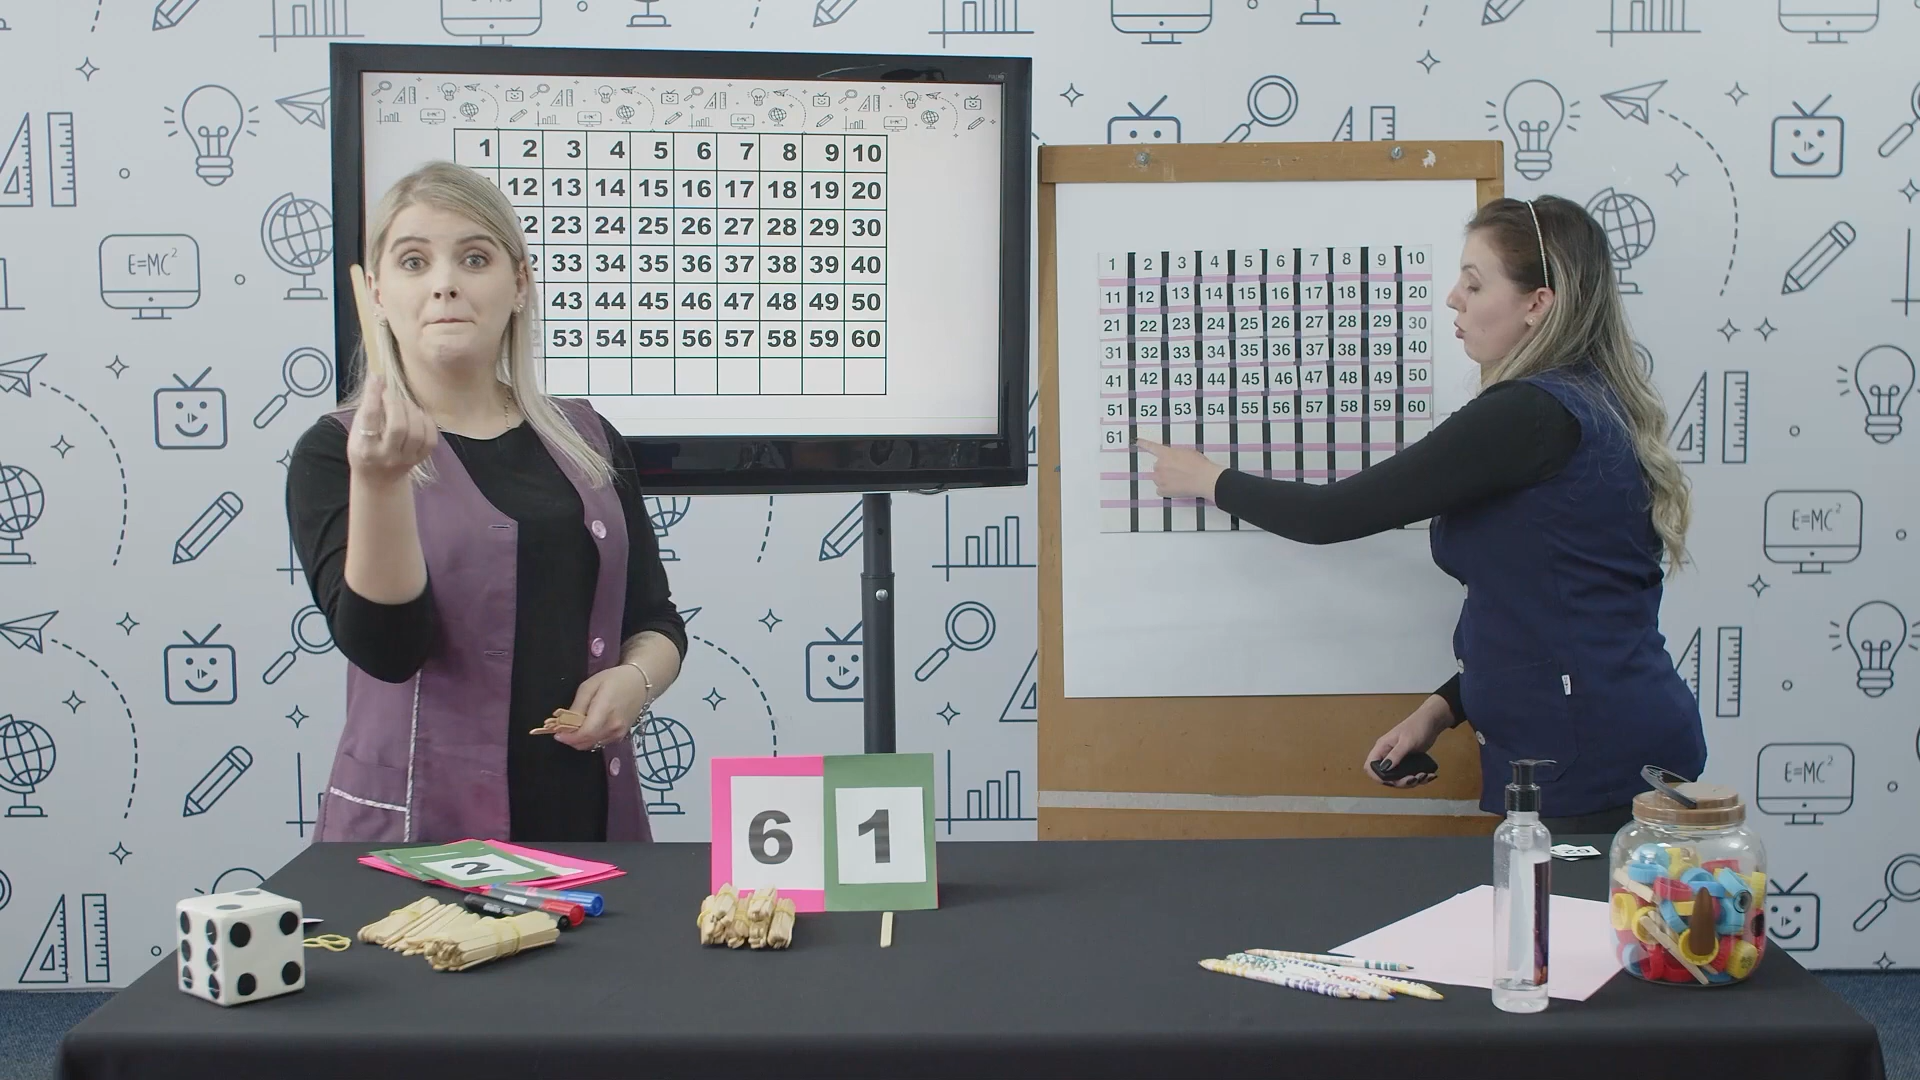 1 2 3 4 5 6 7 8 9 10
12 13 14 15 16 17 18 19 20
23 24 25 26 27 28 29 30
33 34 35 36 37 38 39 40
43 44 45 46 47 48 49 50
53 54 55 56 57 58 59 60
1 2 3 4 5 6 7 8 9 10
11 12 13 14 15 16 17 18 19 20
21 22 23 24 25 26 27 28 29 30
31 32 33 34 35 36 37 38 39 40
41 42 43 44 45 46 47 48 49 50
51 52 53 54 55 56 57 58 59 60
61
E=MC²
E=MC²
E=MC²
6 1
2